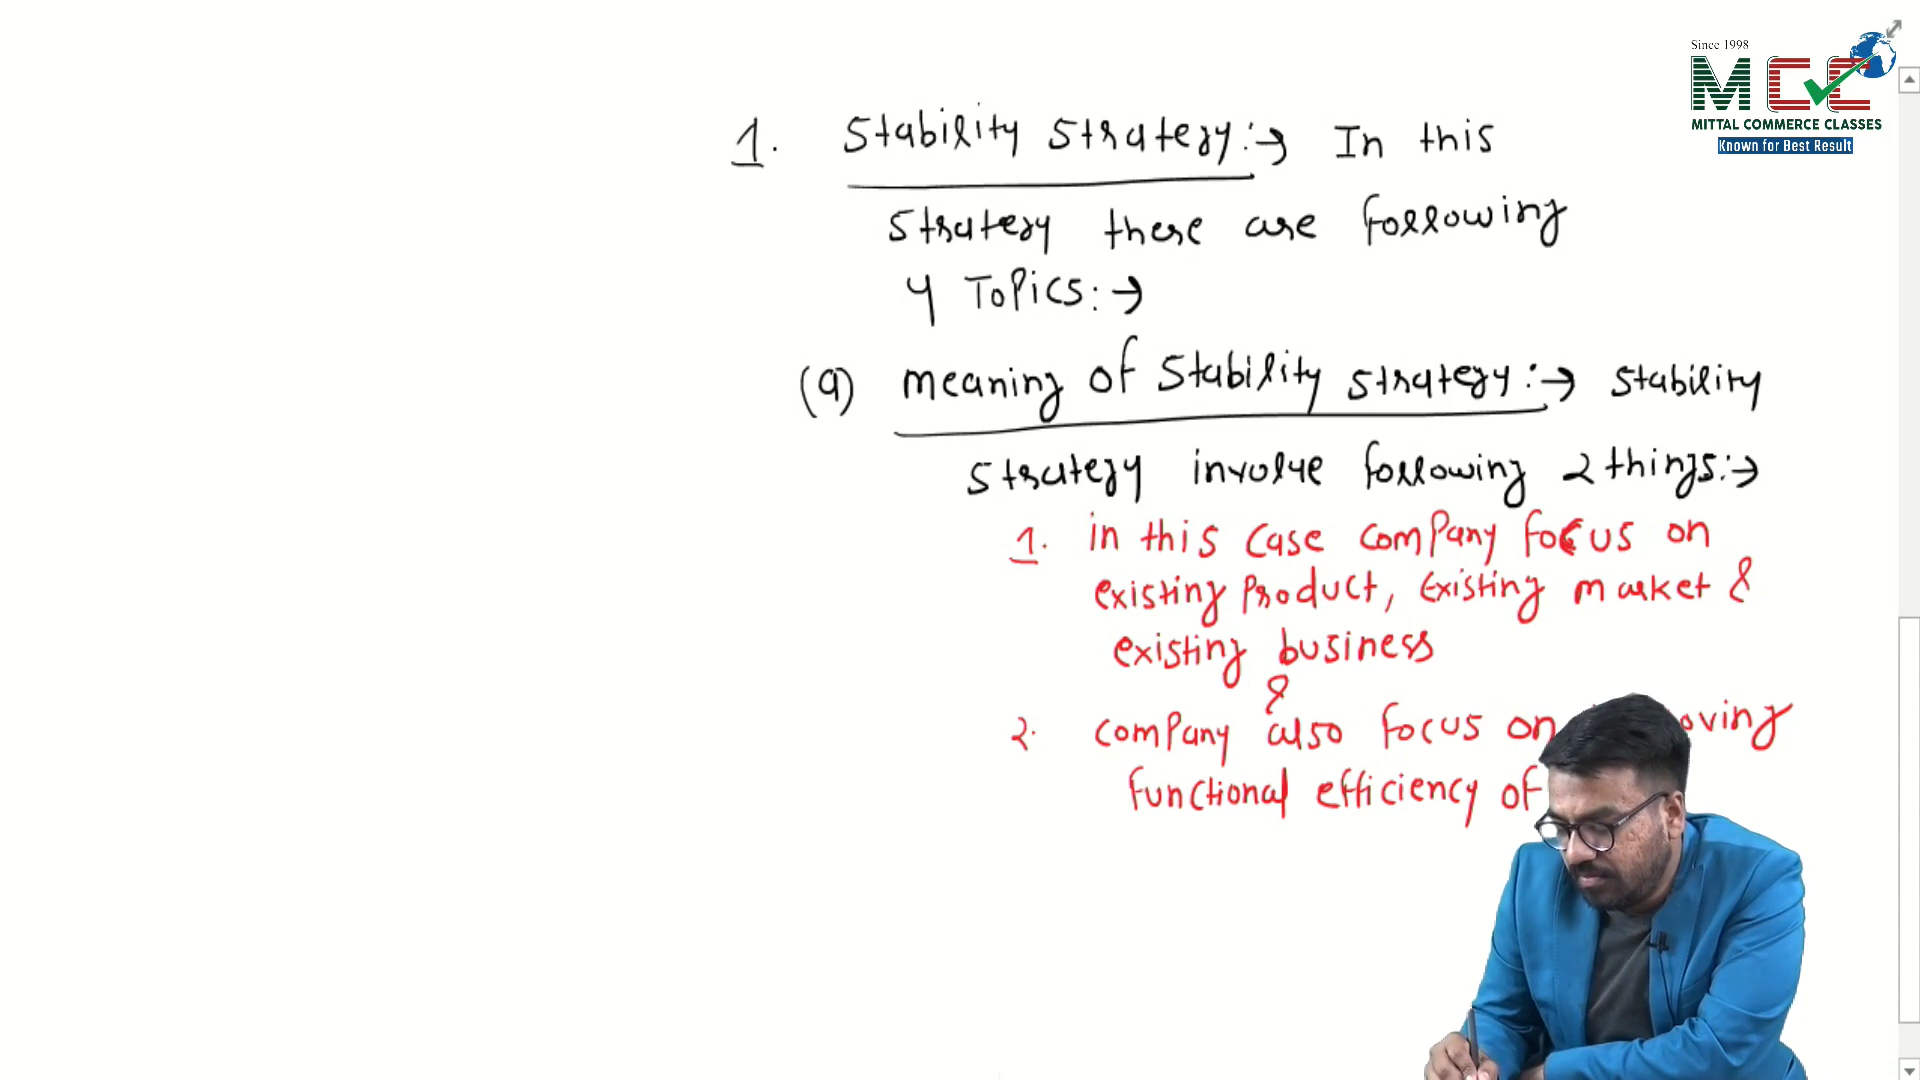 Since 1998
MCC
MITTAL COMMERCE CLASSES
Known for Best Result
1. Stability Strategy:→ In this
Strategy there are following
4 Topics:→
(a) meaning of Stability Strategy:→ Stability
Strategy involve following 2 things:→
1. in this case company focus on
existing Product, Existing market &
existing business
&
2. company also focus on
functional efficiency of